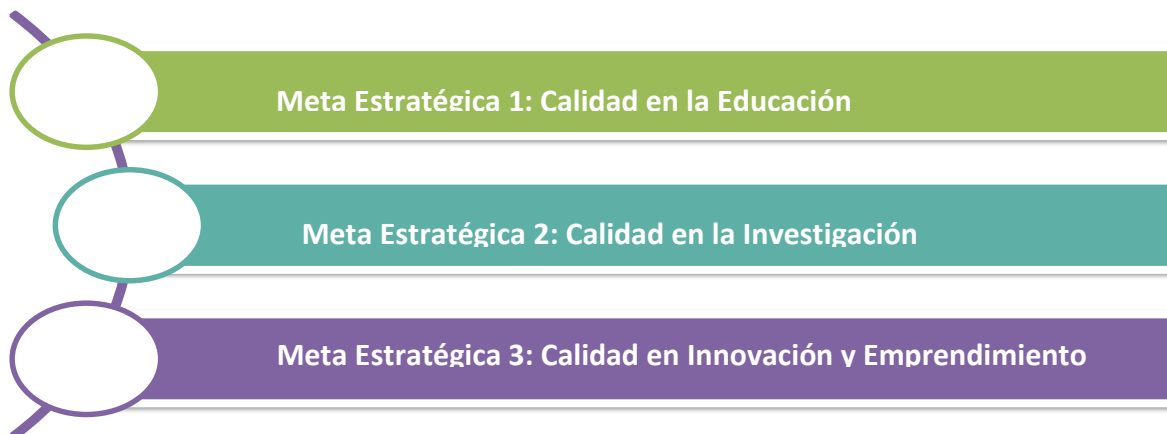 Meta Estratégica 1: Calidad en la Educación
Meta Estratégica 2: Calidad en la Investigación
Meta Estratégica 3: Calidad en Innovación y Emprendimiento